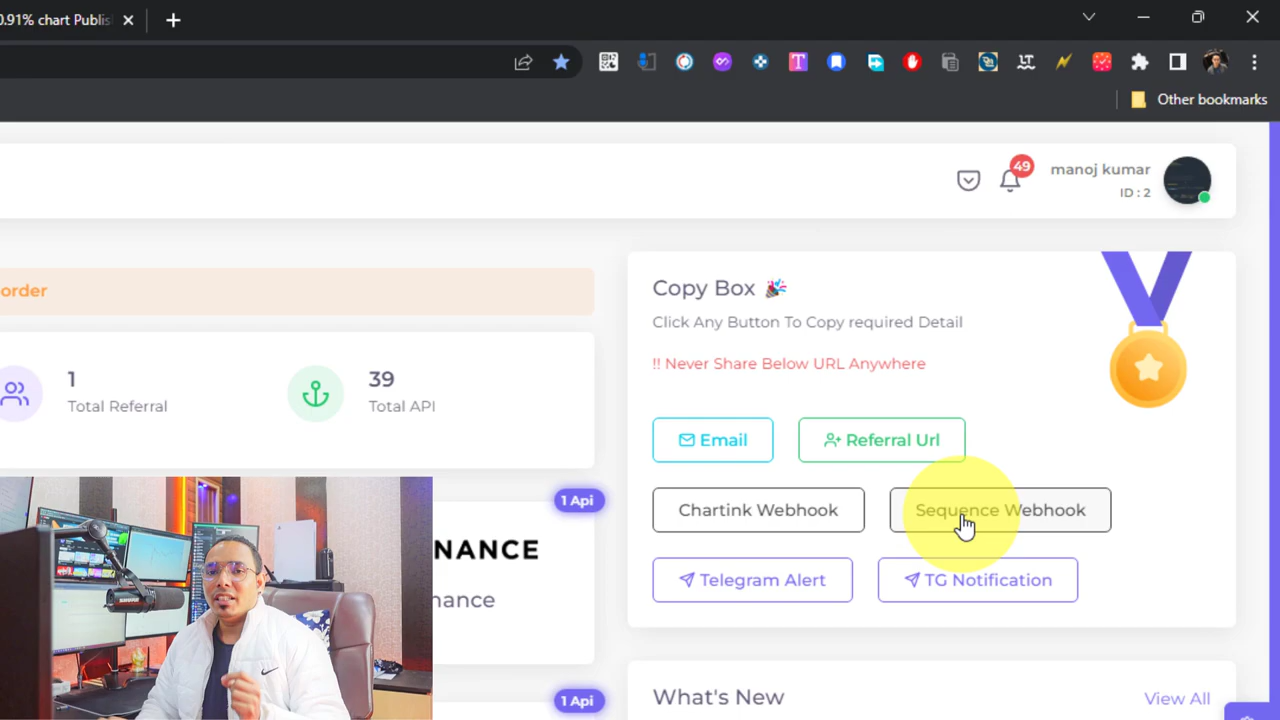 0.91% chart Publis
Other bookmarks
49
manoj kumar
ID : 2
order
1
Total Referral
39
Total API
Copy Box
Click Any Button To Copy required Detail
!! Never Share Below URL Anywhere
Email
Referral Url
Chartink Webhook
Sequence Webhook
Telegram Alert
TG Notification
1 Api
NANCE
nance
1 Api
What's New
View All